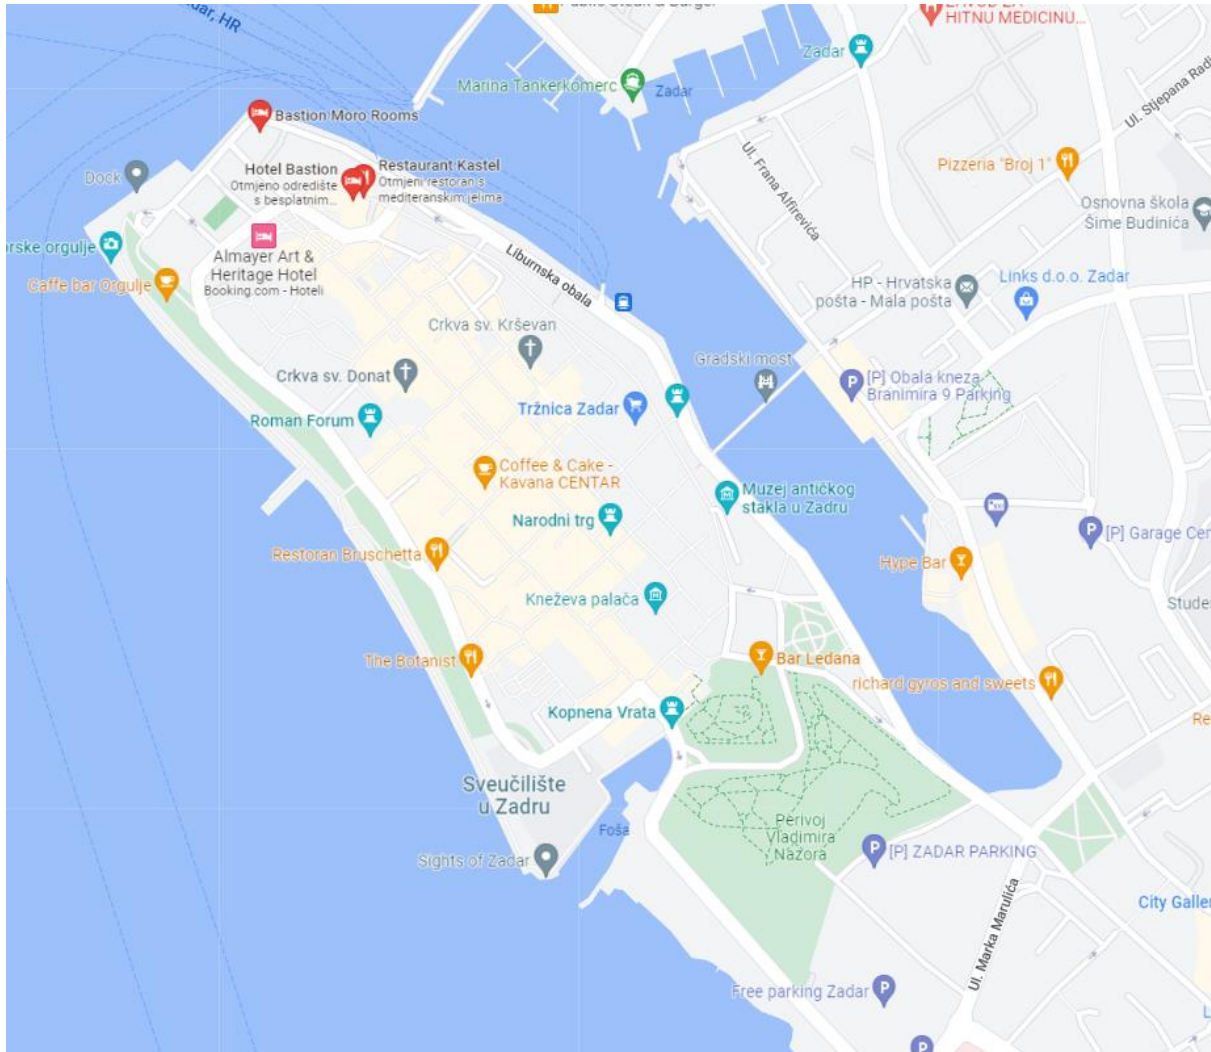 Zadar, HR
HITNU MEDICINU...
Zadar
Marina Tankerkomerc
Zadar
Ul. Stjepana Radi
Bastion Moro Rooms
Ul. Frana Alfirevića
Pizzeria "Broj 1"
Hotel Bastion
Otmjeno odredište
s besplatnim...
Restaurant Kastel
Otmjeni restoran s
mediteranskim jelima
Dock
Osnovna škola
Šime Budinića
orske orgulje
Almayer Art &
Heritage Hotel
Booking.com - Hoteli
Caffe bar Orgulje
Liburnska obala
HP - Hrvatska
pošta - Mala pošta
Links d.o.o. Zadar
Crkva sv. Krševan
Gradski most
Crkva sv. Donat
[P] Obala kneza
Branimira 9 Parking
Tržnica Zadar
Roman Forum
Coffee & Cake -
Kavana CENTAR
Muzej antičkog
stakla u Zadru
Narodni trg
[P] Garage Cen
Restoran Bruschetta
Hype Bar
Kneževa palača
Stude
The Botanist
Bar Ledana
richard gyros and sweets
Kopnena Vrata
Re
Sveučilište
u Zadru
Foša
Perivoj
Vladimira
Nazora
[P] ZADAR PARKING
Sights of Zadar
City Galler
Ul. Marka Marulića
Free parking Zadar